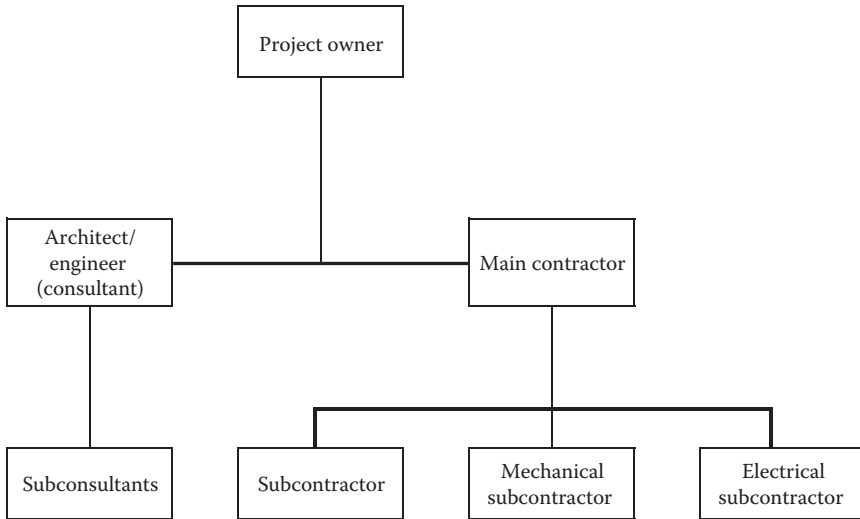 Project owner
Architect/
engineer
(consultant)
Main contractor
Subconsultants
Subcontractor
Mechanical
subcontractor
Electrical
subcontractor